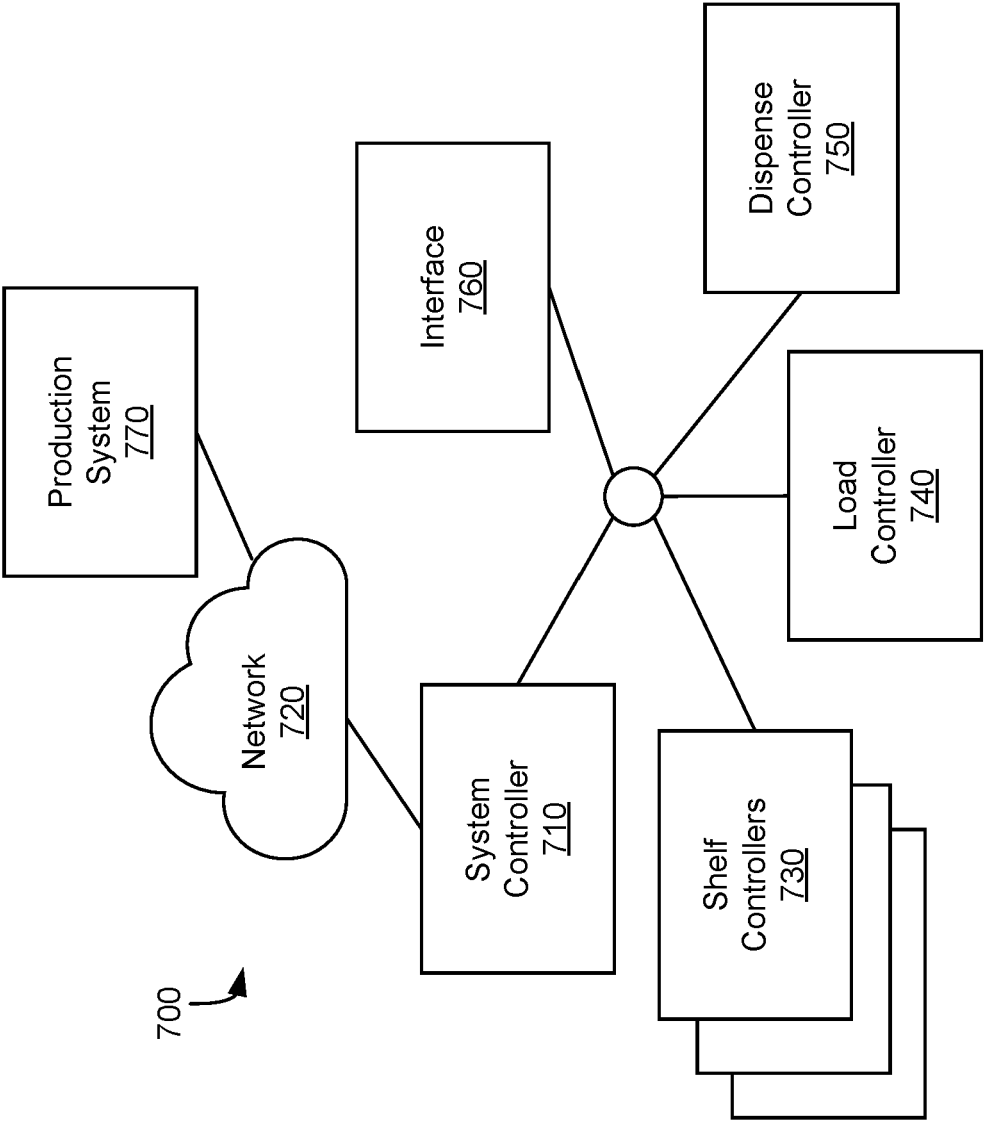 700
Production
System
770
Network
720
System
Controller
710
Interface
760
Shelf
Controllers
730
Load
Controller
740
Dispense
Controller
750